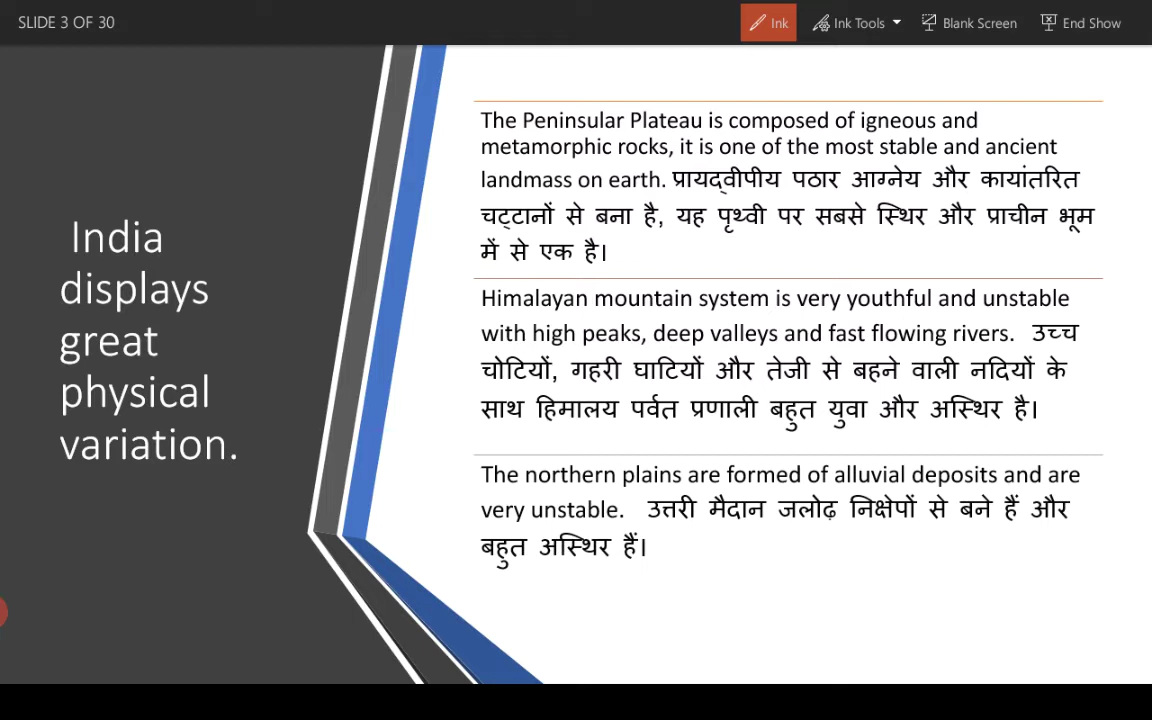 SLIDE 3 OF 30
Ink
Ink Tools
Blank Screen
End Show
India
displays
great
physical
variation.
The Peninsular Plateau is composed of igneous and
metamorphic rocks, it is one of the most stable and ancient
landmass on earth. प्रायद्वीपीय पठार आग्नेय और कायांतरित
चट्टानों से बना है, यह पृथ्वी पर सबसे स्थिर और प्राचीन भूम
में से एक है।
Himalayan mountain system is very youthful and unstable
with high peaks, deep valleys and fast flowing rivers. उच्च
चोटियों, गहरी घाटियों और तेजी से बहने वाली नदियों के
साथ हिमालय पर्वत प्रणाली बहुत युवा और अस्थिर है।
The northern plains are formed of alluvial deposits and are
very unstable. उत्तरी मैदान जलोढ़ निक्षेपों से बने हैं और
बहुत अस्थिर हैं।